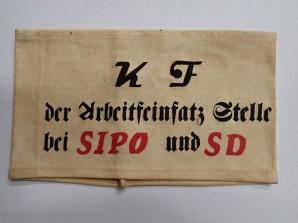 K F
der Arbeitſeinſatz Stelle
bei SIPO und SD